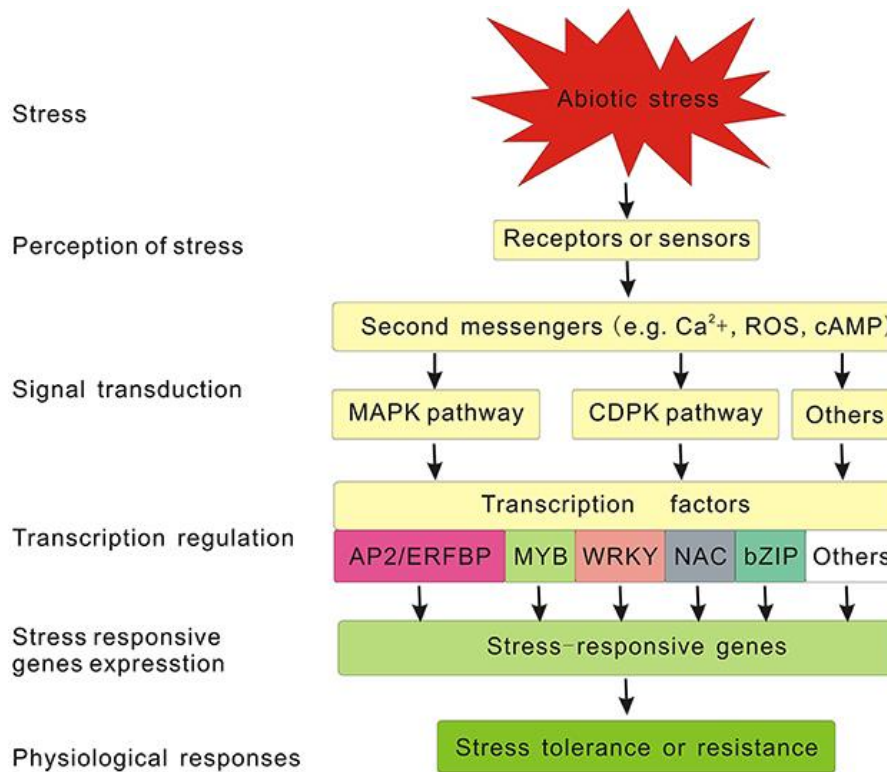 Abiotic stress
Stress
Perception of stress
Receptors or sensors
Second messengers (e.g. Ca²+, ROS, cAMP)
Signal transduction
MAPK pathway
CDPK pathway
Others
Transcription factors
Transcription regulation
AP2/ERFBP
MYB
WRKY
NAC
bZIP
Others
Stress responsive
genes expresstion
Stress-responsive genes
Physiological responses
Stress tolerance or resistance